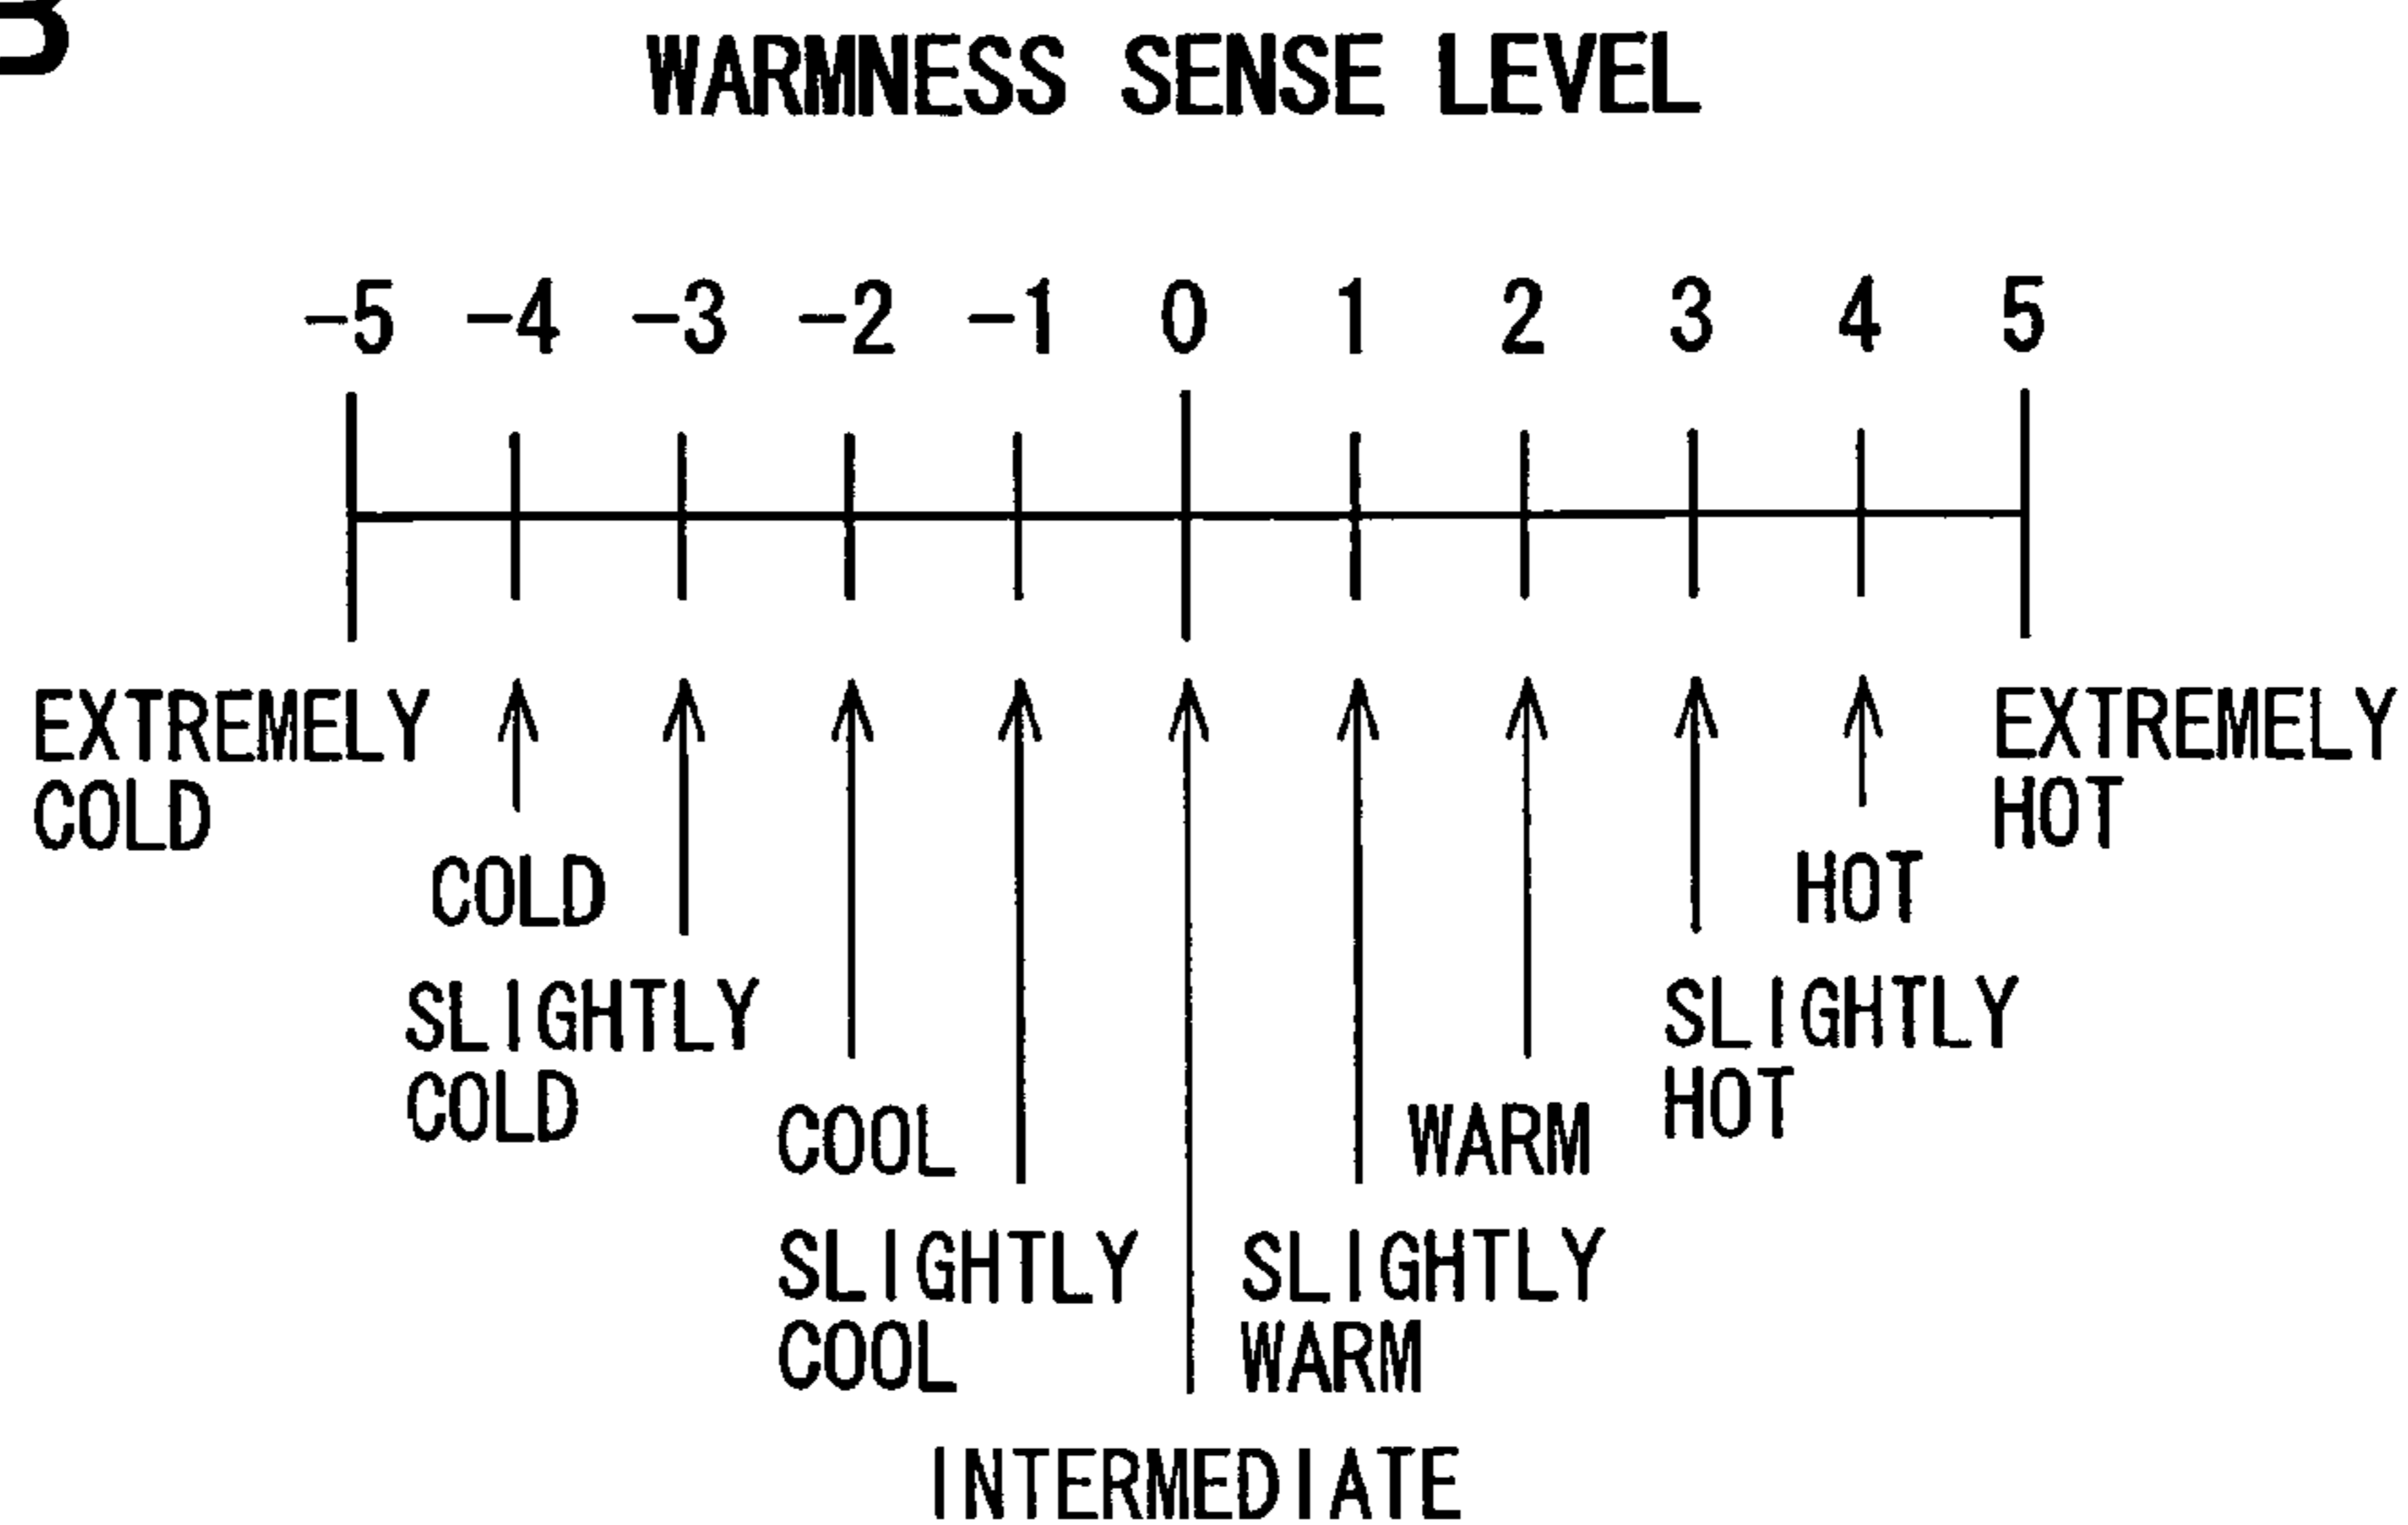 WARMNESS SENSE LEVEL
-5 -4 -3 -2 -1 0 1 2 3 4 5
EXTREMELY
COLD
COLD
SLIGHTLY
COLD
COOL
SLIGHTLY
COOL
INTERMEDIATE
SLIGHTLY
WARM
WARM
SLIGHTLY
HOT
HOT
EXTREMELY
HOT